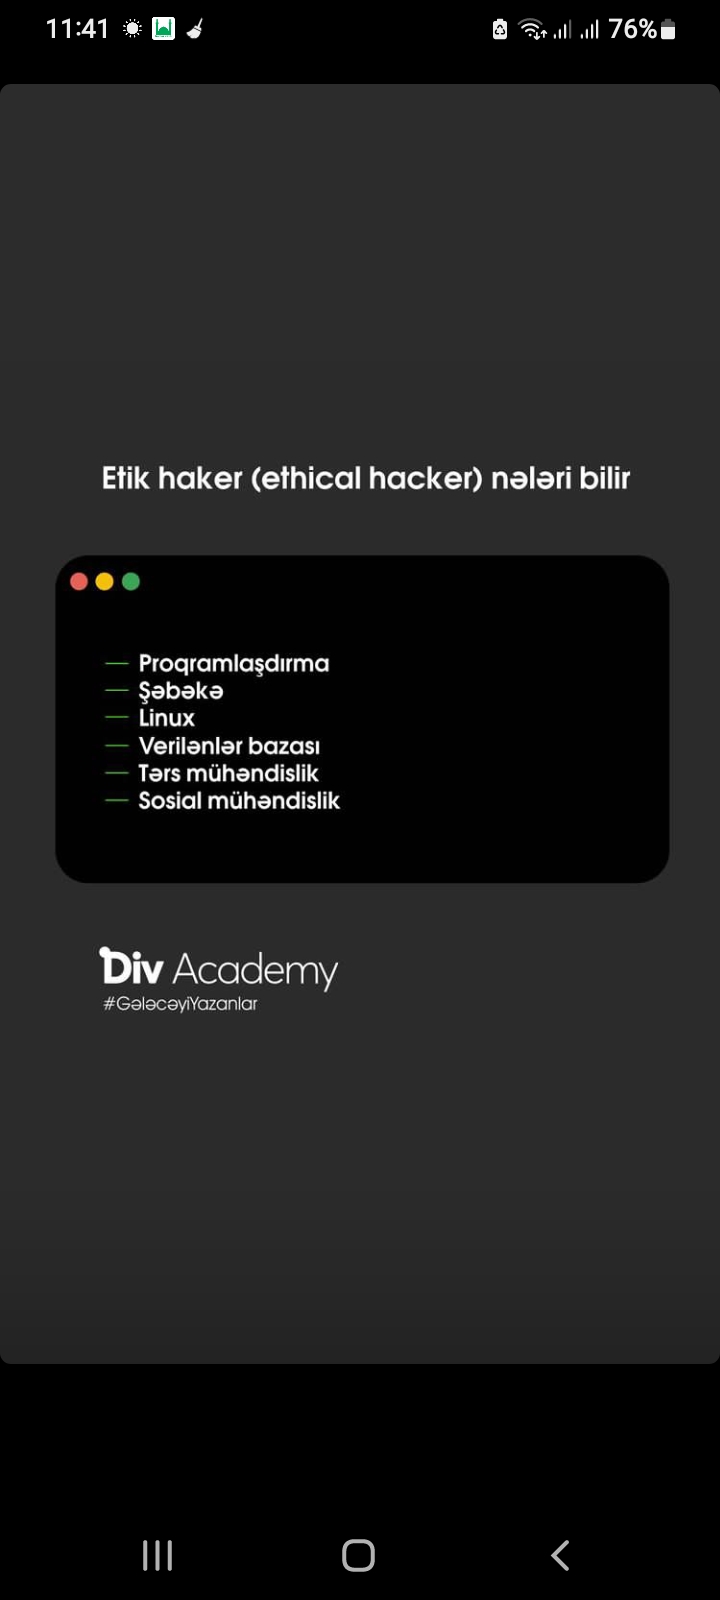 11:41
76%
Etik haker (ethical hacker) nələri bilir
— Proqramlaşdırma
— Şəbəkə
— Linux
— Verilənlər bazası
— Tərs mühəndislik
— Sosial mühəndislik
Div Academy
#GələcəyiYazanlar